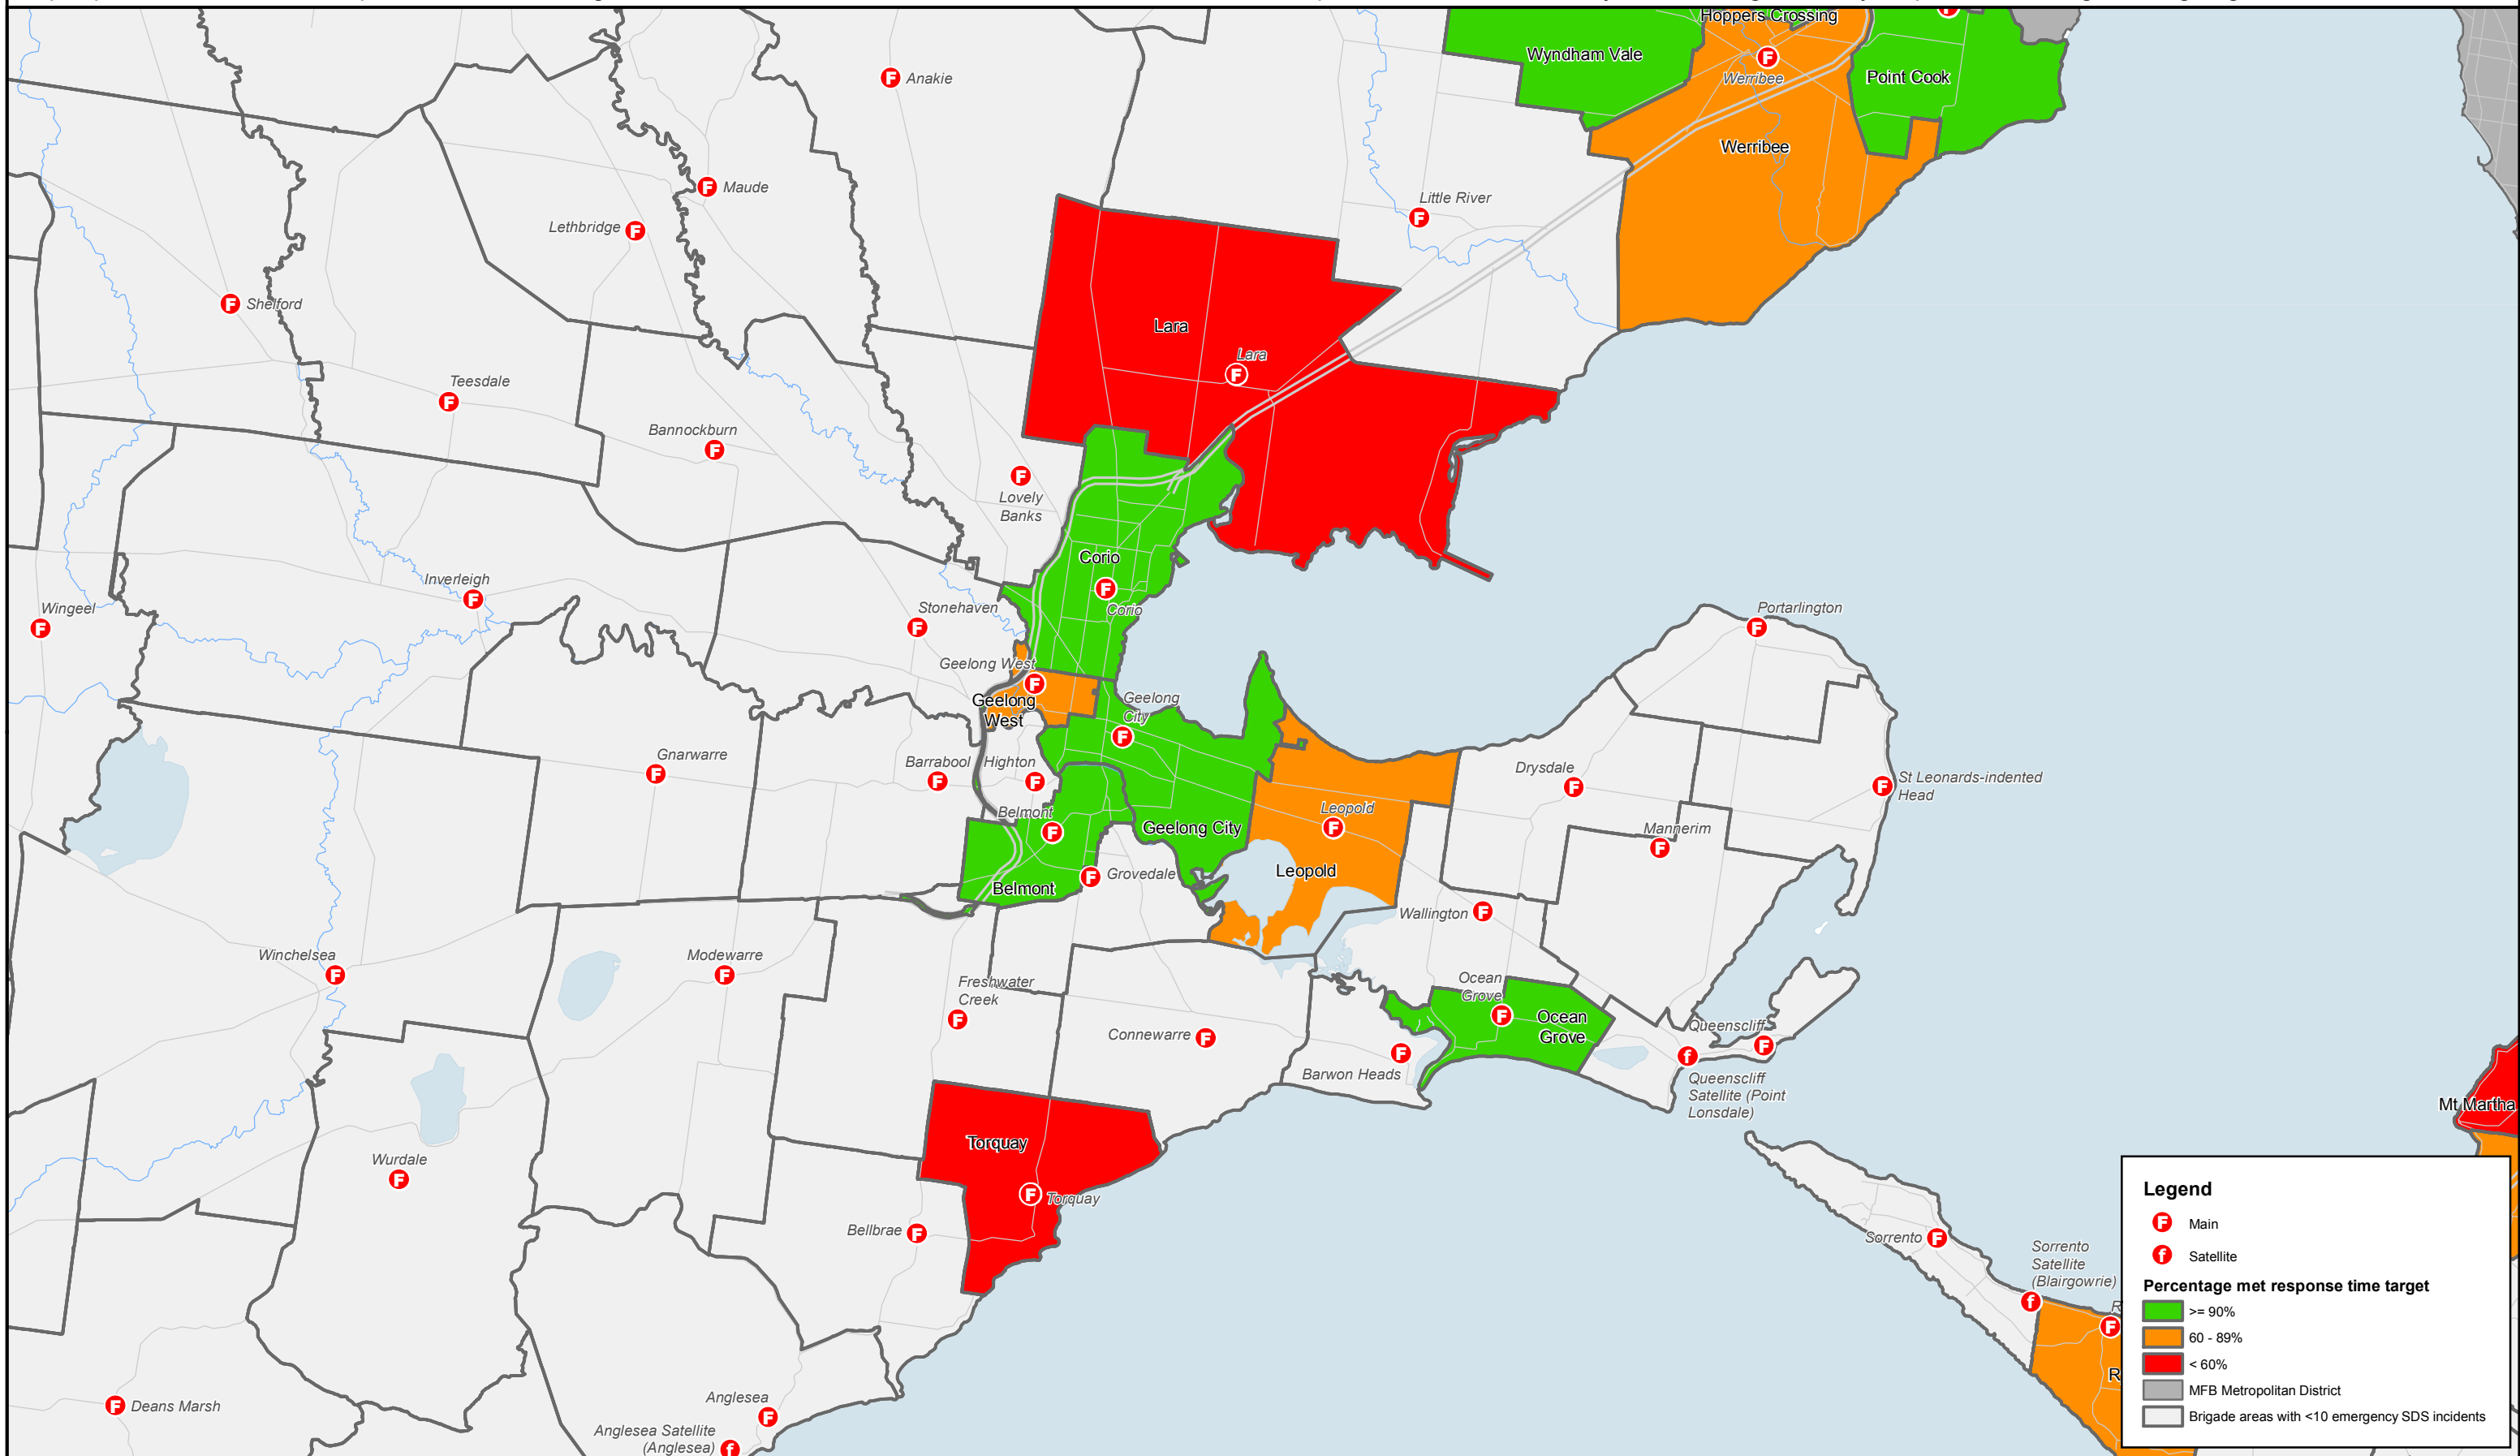 Hoppers Crossing
Wyndham Vale
Werribee
Point Cook
Anakie
Werribee
Maude
Lethbridge
Little River
Shelford
Lara
Lara
Teesdale
Bannockburn
Lovely
Banks
Corio
Inverleigh
Wingeel
Stonehaven
Corio
Portarlington
Geelong West
Geelong
West
Geelong
City
Gnarwarre
Barrabool
Highton
Drysdale
St Leonards-indented
Head
Belmont
Leopold
Geelong City
Mannerim
Leopold
Grovedale
Belmont
Wallington
Winchelsea
Modewarre
Freshwater
Creek
Ocean
Grove
Ocean
Grove
Connewarre
Queenscliff
Barwon Heads
Queenscliff
Satellite (Point
Lonsdale)
Mt Martha
Torquay
Wurdale
Torquay
Bellbrae
Sorrento
Sorrento
Satellite
(Blairgowrie)
R
R
Deans Marsh
Anglesea
Anglesea Satellite
(Anglesea)
Legend
F Main
f Satellite
Percentage met response time target
>= 90%
60 - 89%
< 60%
MFB Metropolitan District
Brigade areas with <10 emergency SDS incidents